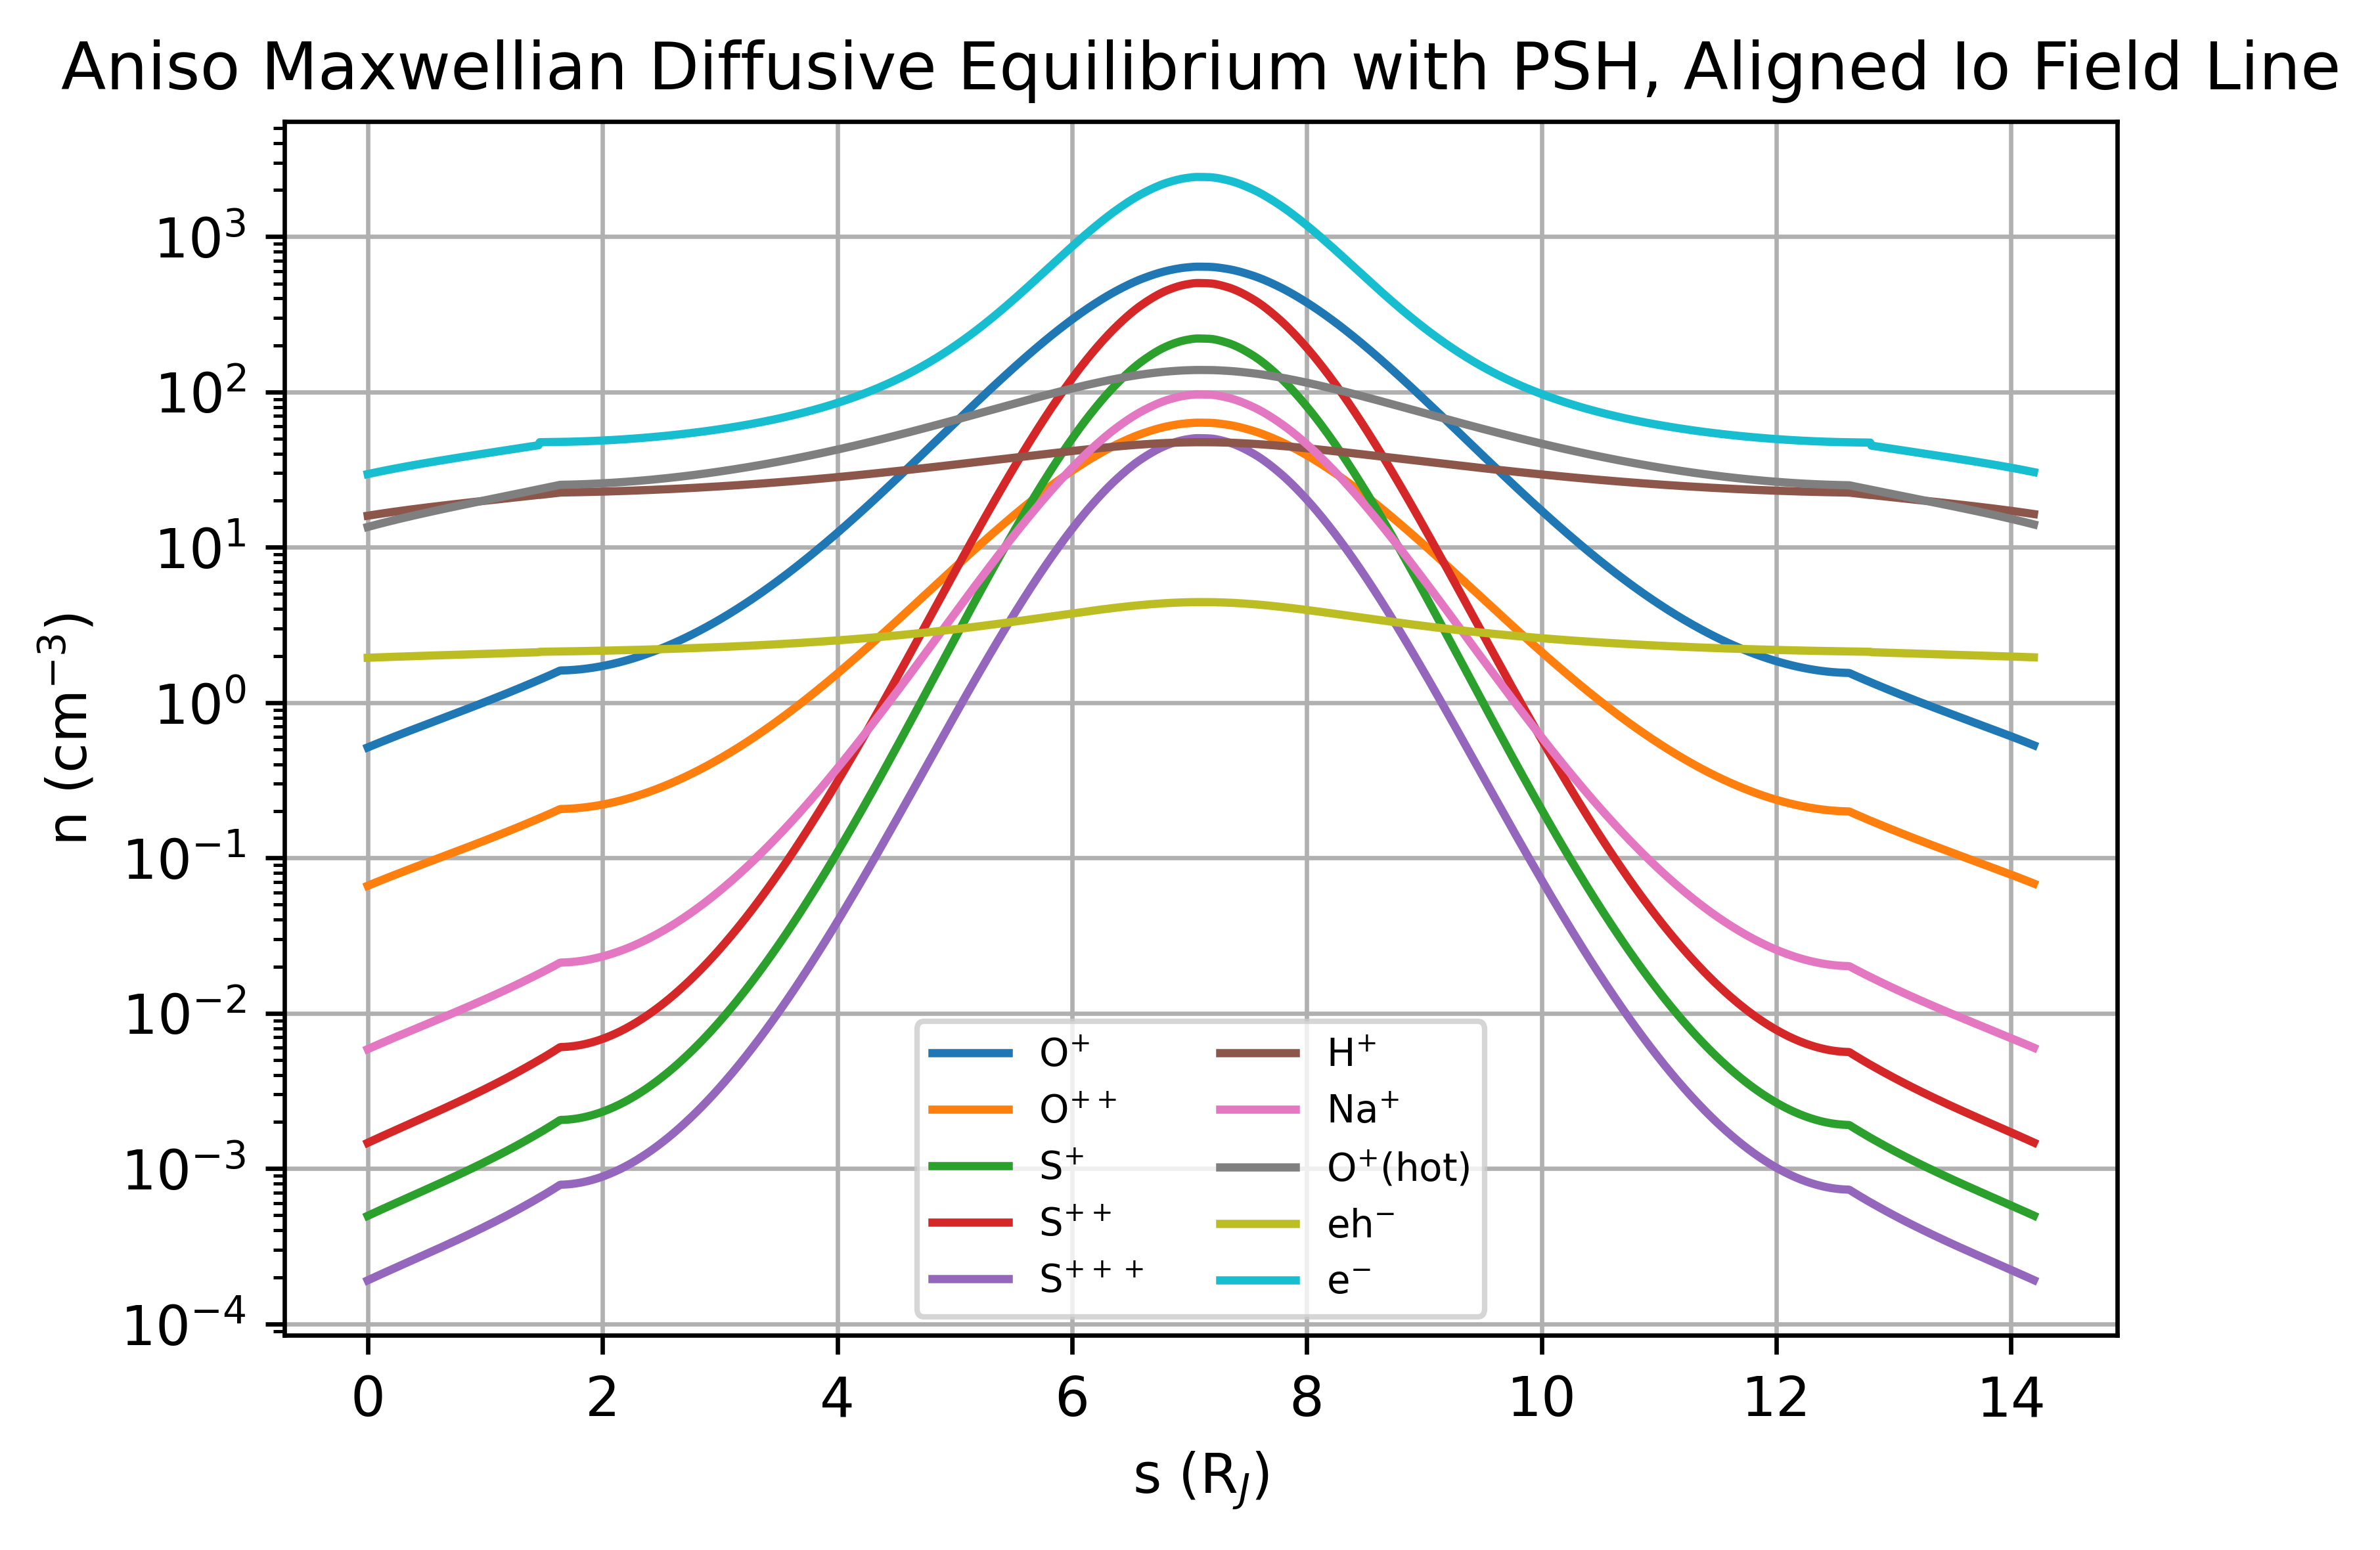 Aniso Maxwellian Diffusive Equilibrium with PSH, Aligned Io Field Line
n (cm⁻³)
10³
10²
10¹
10⁰
10⁻¹
10⁻²
10⁻³
10⁻⁴
O⁺
O⁺⁺
S⁺
S⁺⁺
S⁺⁺⁺
H⁺
Na⁺
O⁺(hot)
eh⁻
e⁻
0 2 4 6 8 10 12 14
s (R_J)